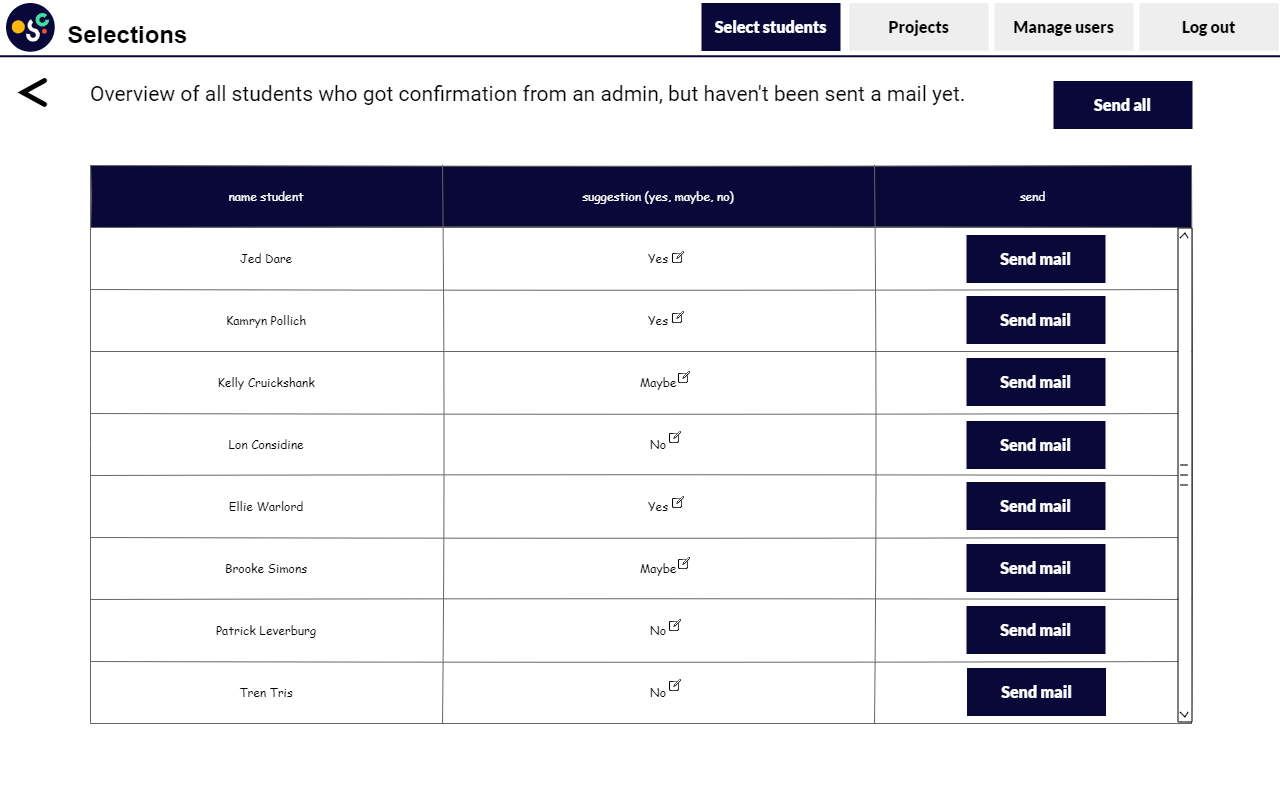 OSC
Selections
Select students
Projects
Manage users
Log out
Overview of all students who got confirmation from an admin, but haven't been sent a mail yet.
Send all
name student
suggestion (yes, maybe, no)
send
Jed Dare
Yes
Send mail
Kamryn Pollich
Yes
Send mail
Kelly Cruickshank
Maybe
Send mail
Lon Considine
No
Send mail
Ellie Warlord
Yes
Send mail
Brooke Simons
Maybe
Send mail
Patrick Leverburg
No
Send mail
Tren Tris
No
Send mail